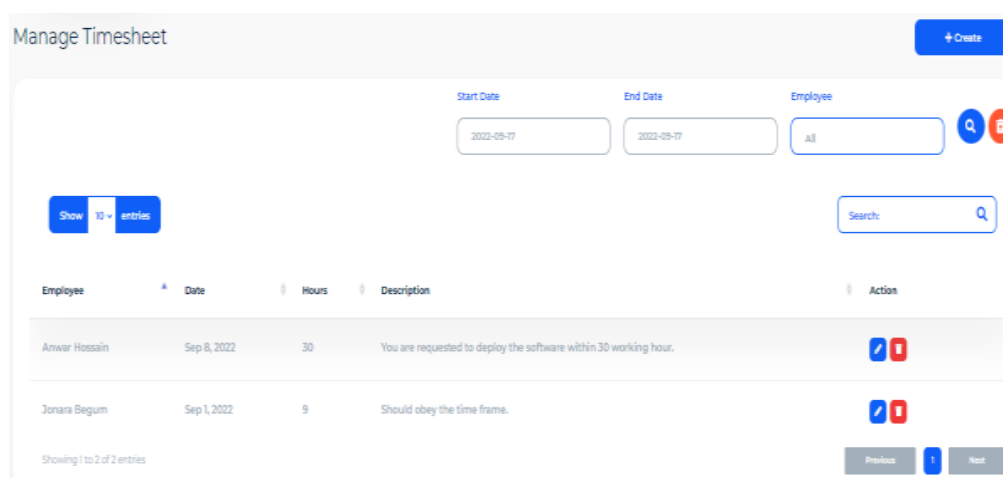 Manage Timesheet
+ Create
Start Date End Date Employee
2022-09-17 2022-09-17 All
Show 10 entries Search:
Employee Date Hours Description Action
Anwar Hossain Sep 8, 2022 30 You are requested to deploy the software within 30 working hour.
Jonara Begum Sep 1, 2022 9 Should obey the time frame.
Showing 1 to 2 of 2 entries Previous 1 Next